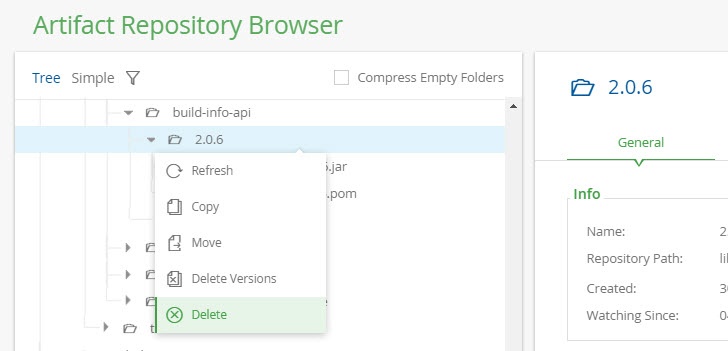 Artifact Repository Browser
Tree Simple Compress Empty Folders
build-info-api
2.0.6
.jar
.pom
Refresh
Copy
Move
Delete Versions
Delete
2.0.6
General
Info
Name:
Repository Path:
Created:
Watching Since: